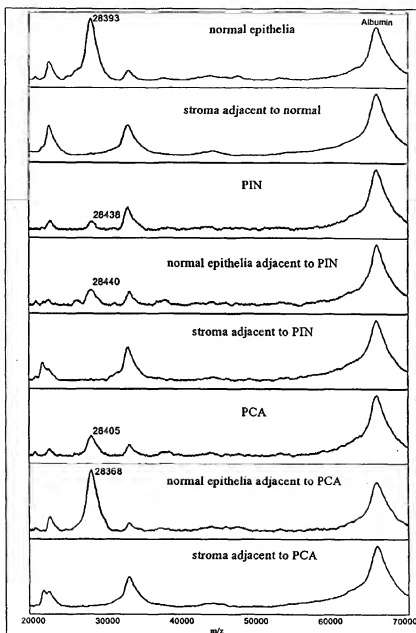 28393
normal epithelia
Albumin
stroma adjacent to normal
PIN
28438
normal epithelia adjacent to PIN
28440
stroma adjacent to PIN
PCA
28405
28368
normal epithelia adjacent to PCA
stroma adjacent to PCA
20000 30000 40000 50000 60000 70000
m/z